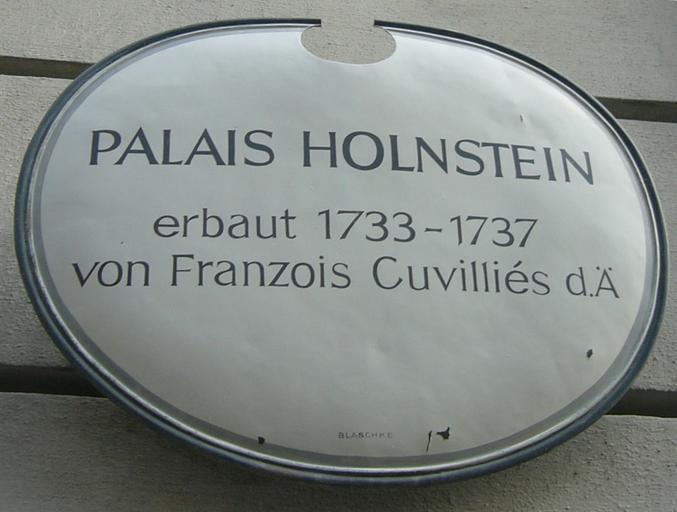 PALAIS HOLNSTEIN
erbaut 1733-1737
von Franzois Cuvilliés d.Ä
BLASCHKE